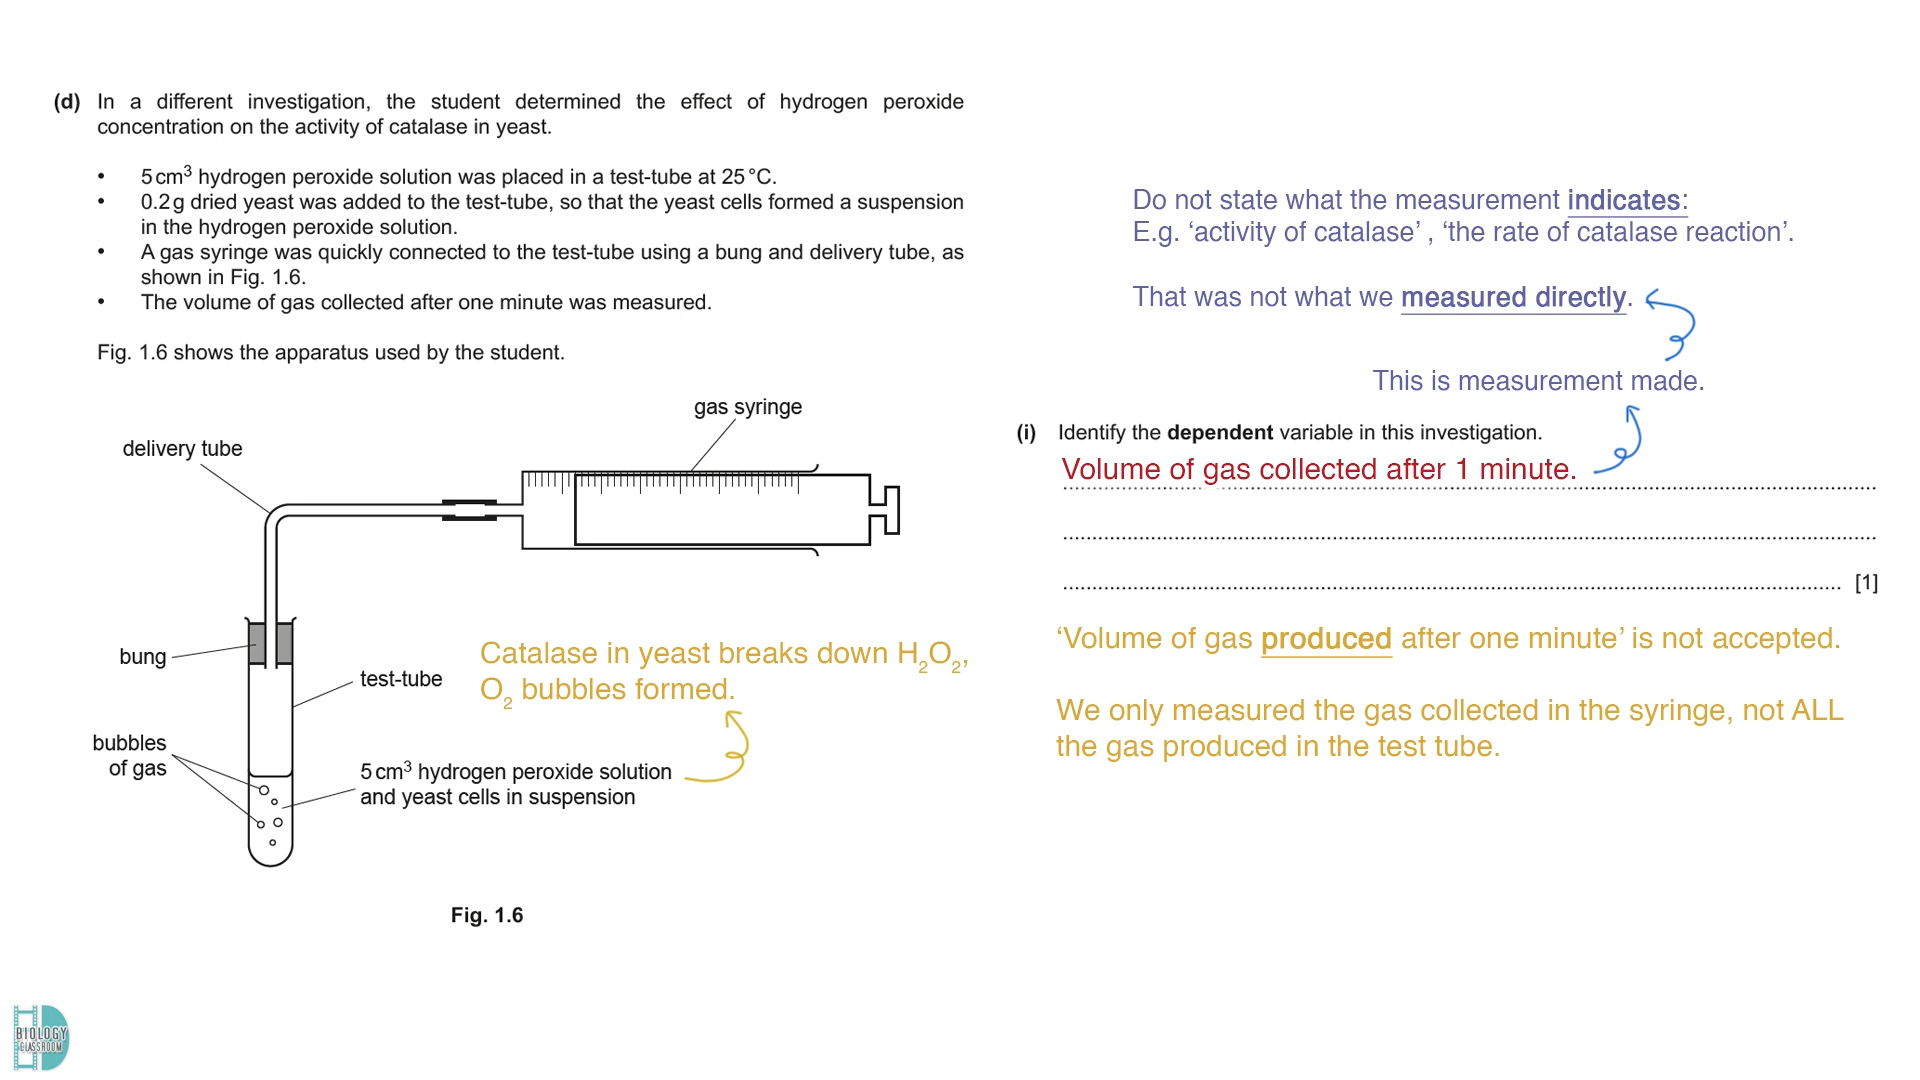 (d) In a different investigation, the student determined the effect of hydrogen peroxide
concentration on the activity of catalase in yeast.
• 5 cm³ hydrogen peroxide solution was placed in a test-tube at 25 °C.
• 0.2 g dried yeast was added to the test-tube, so that the yeast cells formed a suspension
in the hydrogen peroxide solution.
• A gas syringe was quickly connected to the test-tube using a bung and delivery tube, as
shown in Fig. 1.6.
• The volume of gas collected after one minute was measured.
Fig. 1.6 shows the apparatus used by the student.
gas syringe
delivery tube
bung
test-tube
Catalase in yeast breaks down H₂O₂,
O₂ bubbles formed.
bubbles
of gas
5 cm³ hydrogen peroxide solution
and yeast cells in suspension
Fig. 1.6
Do not state what the measurement indicates:
E.g. ‘activity of catalase’ , ‘the rate of catalase reaction’.
That was not what we measured directly.
This is measurement made.
(i) Identify the dependent variable in this investigation.
Volume of gas collected after 1 minute.
[1]
‘Volume of gas produced after one minute’ is not accepted.
We only measured the gas collected in the syringe, not ALL
the gas produced in the test tube.
BIOLOGY
CLASSROOM